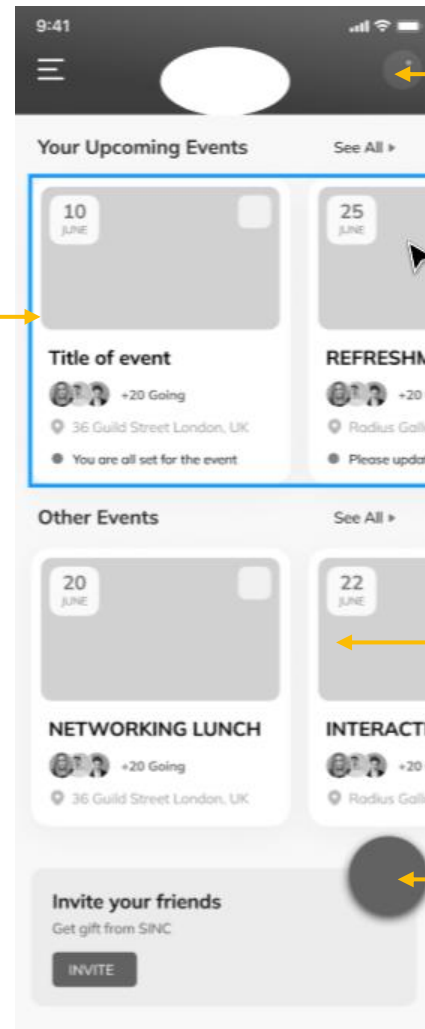 9:41
Your Upcoming Events See All
10 JUNE
25 JUNE
Title of event
REFRESHM
+20 Going
+20
36 Guild Street London, UK
Radius Gall
You are all set for the event
Please updat
Other Events See All
20 JUNE
22 JUNE
NETWORKING LUNCH
INTERACT
+20 Going
+20
36 Guild Street London, UK
Radius Gall
Invite your friends
Get gift from SINC
INVITE